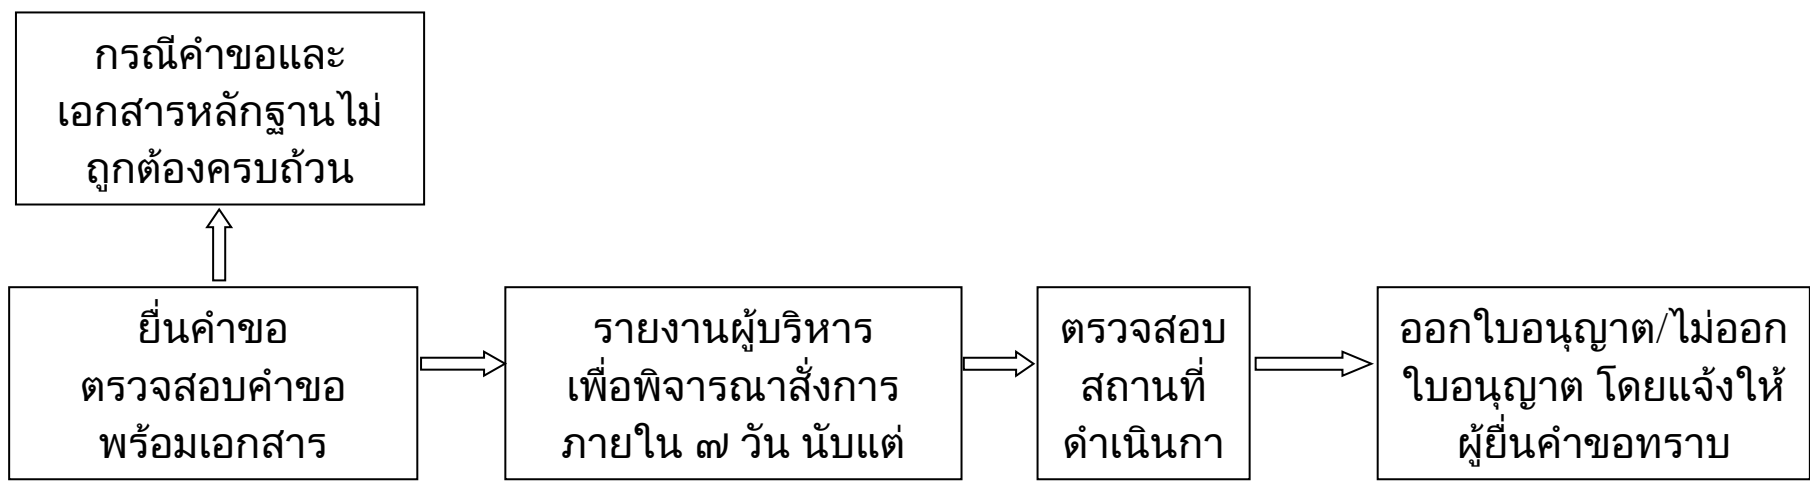 กรณีคำขอและ
เอกสารหลักฐานไม่
ถูกต้องครบถ้วน
ยื่นคำขอ
ตรวจสอบคำขอ
พร้อมเอกสาร
รายงานผู้บริหาร
เพื่อพิจารณาสั่งการ
ภายใน ๗ วัน นับแต่
ตรวจสอบ
สถานที่
ดำเนินกา
ออกใบอนุญาต/ไม่ออก
ใบอนุญาต โดยแจ้งให้
ผู้ยื่นคำขอทราบ